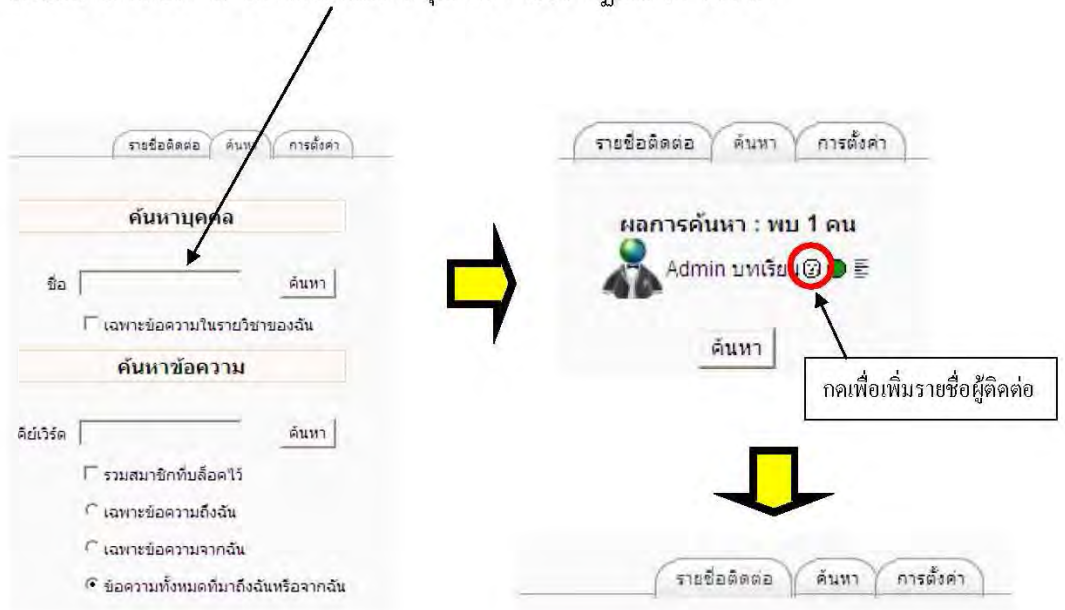 รายชื่อติดต่อ ค้นหา การตั้งค่า
ค้นหาบุคคล
ชื่อ ค้นหา
เฉพาะข้อความในรายวิชาของฉัน
ค้นหาข้อความ
คีย์เวิร์ด ค้นหา
รวมสมาชิกที่บล็อคไว้
เฉพาะข้อความถึงฉัน
เฉพาะข้อความจากฉัน
ข้อความทั้งหมดที่มาถึงฉันหรือจากฉัน
รายชื่อติดต่อ ค้นหา การตั้งค่า
ผลการค้นหา : พบ 1 คน
Admin บทเรียน
ค้นหา
กดเพื่อเพิ่มรายชื่อผู้ติดต่อ
รายชื่อติดต่อ ค้นหา การตั้งค่า